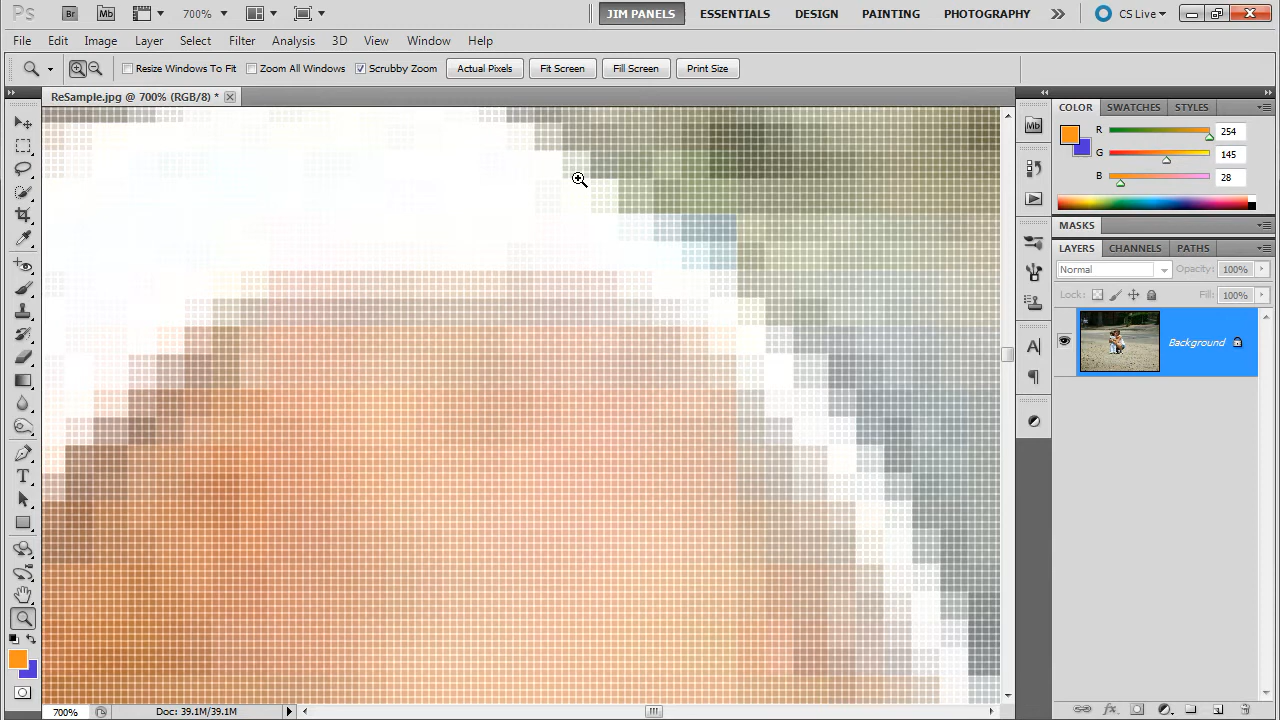 Ps Br Mb 700% JIM PANELS ESSENTIALS DESIGN PAINTING PHOTOGRAPHY CS Live
File Edit Image Layer Select Filter Analysis 3D View Window Help
Resize Windows To Fit Zoom All Windows Scrubby Zoom Actual Pixels Fit Screen Fill Screen Print Size
ReSample.jpg @ 700% (RGB/8) *
COLOR SWATCHES STYLES
Mb
R 254
G 145
B 28
MASKS
LAYERS CHANNELS PATHS
Normal Opacity: 100%
Lock: Fill: 100%
Background
A
T
fx
700% Doc: 39.1M/39.1M